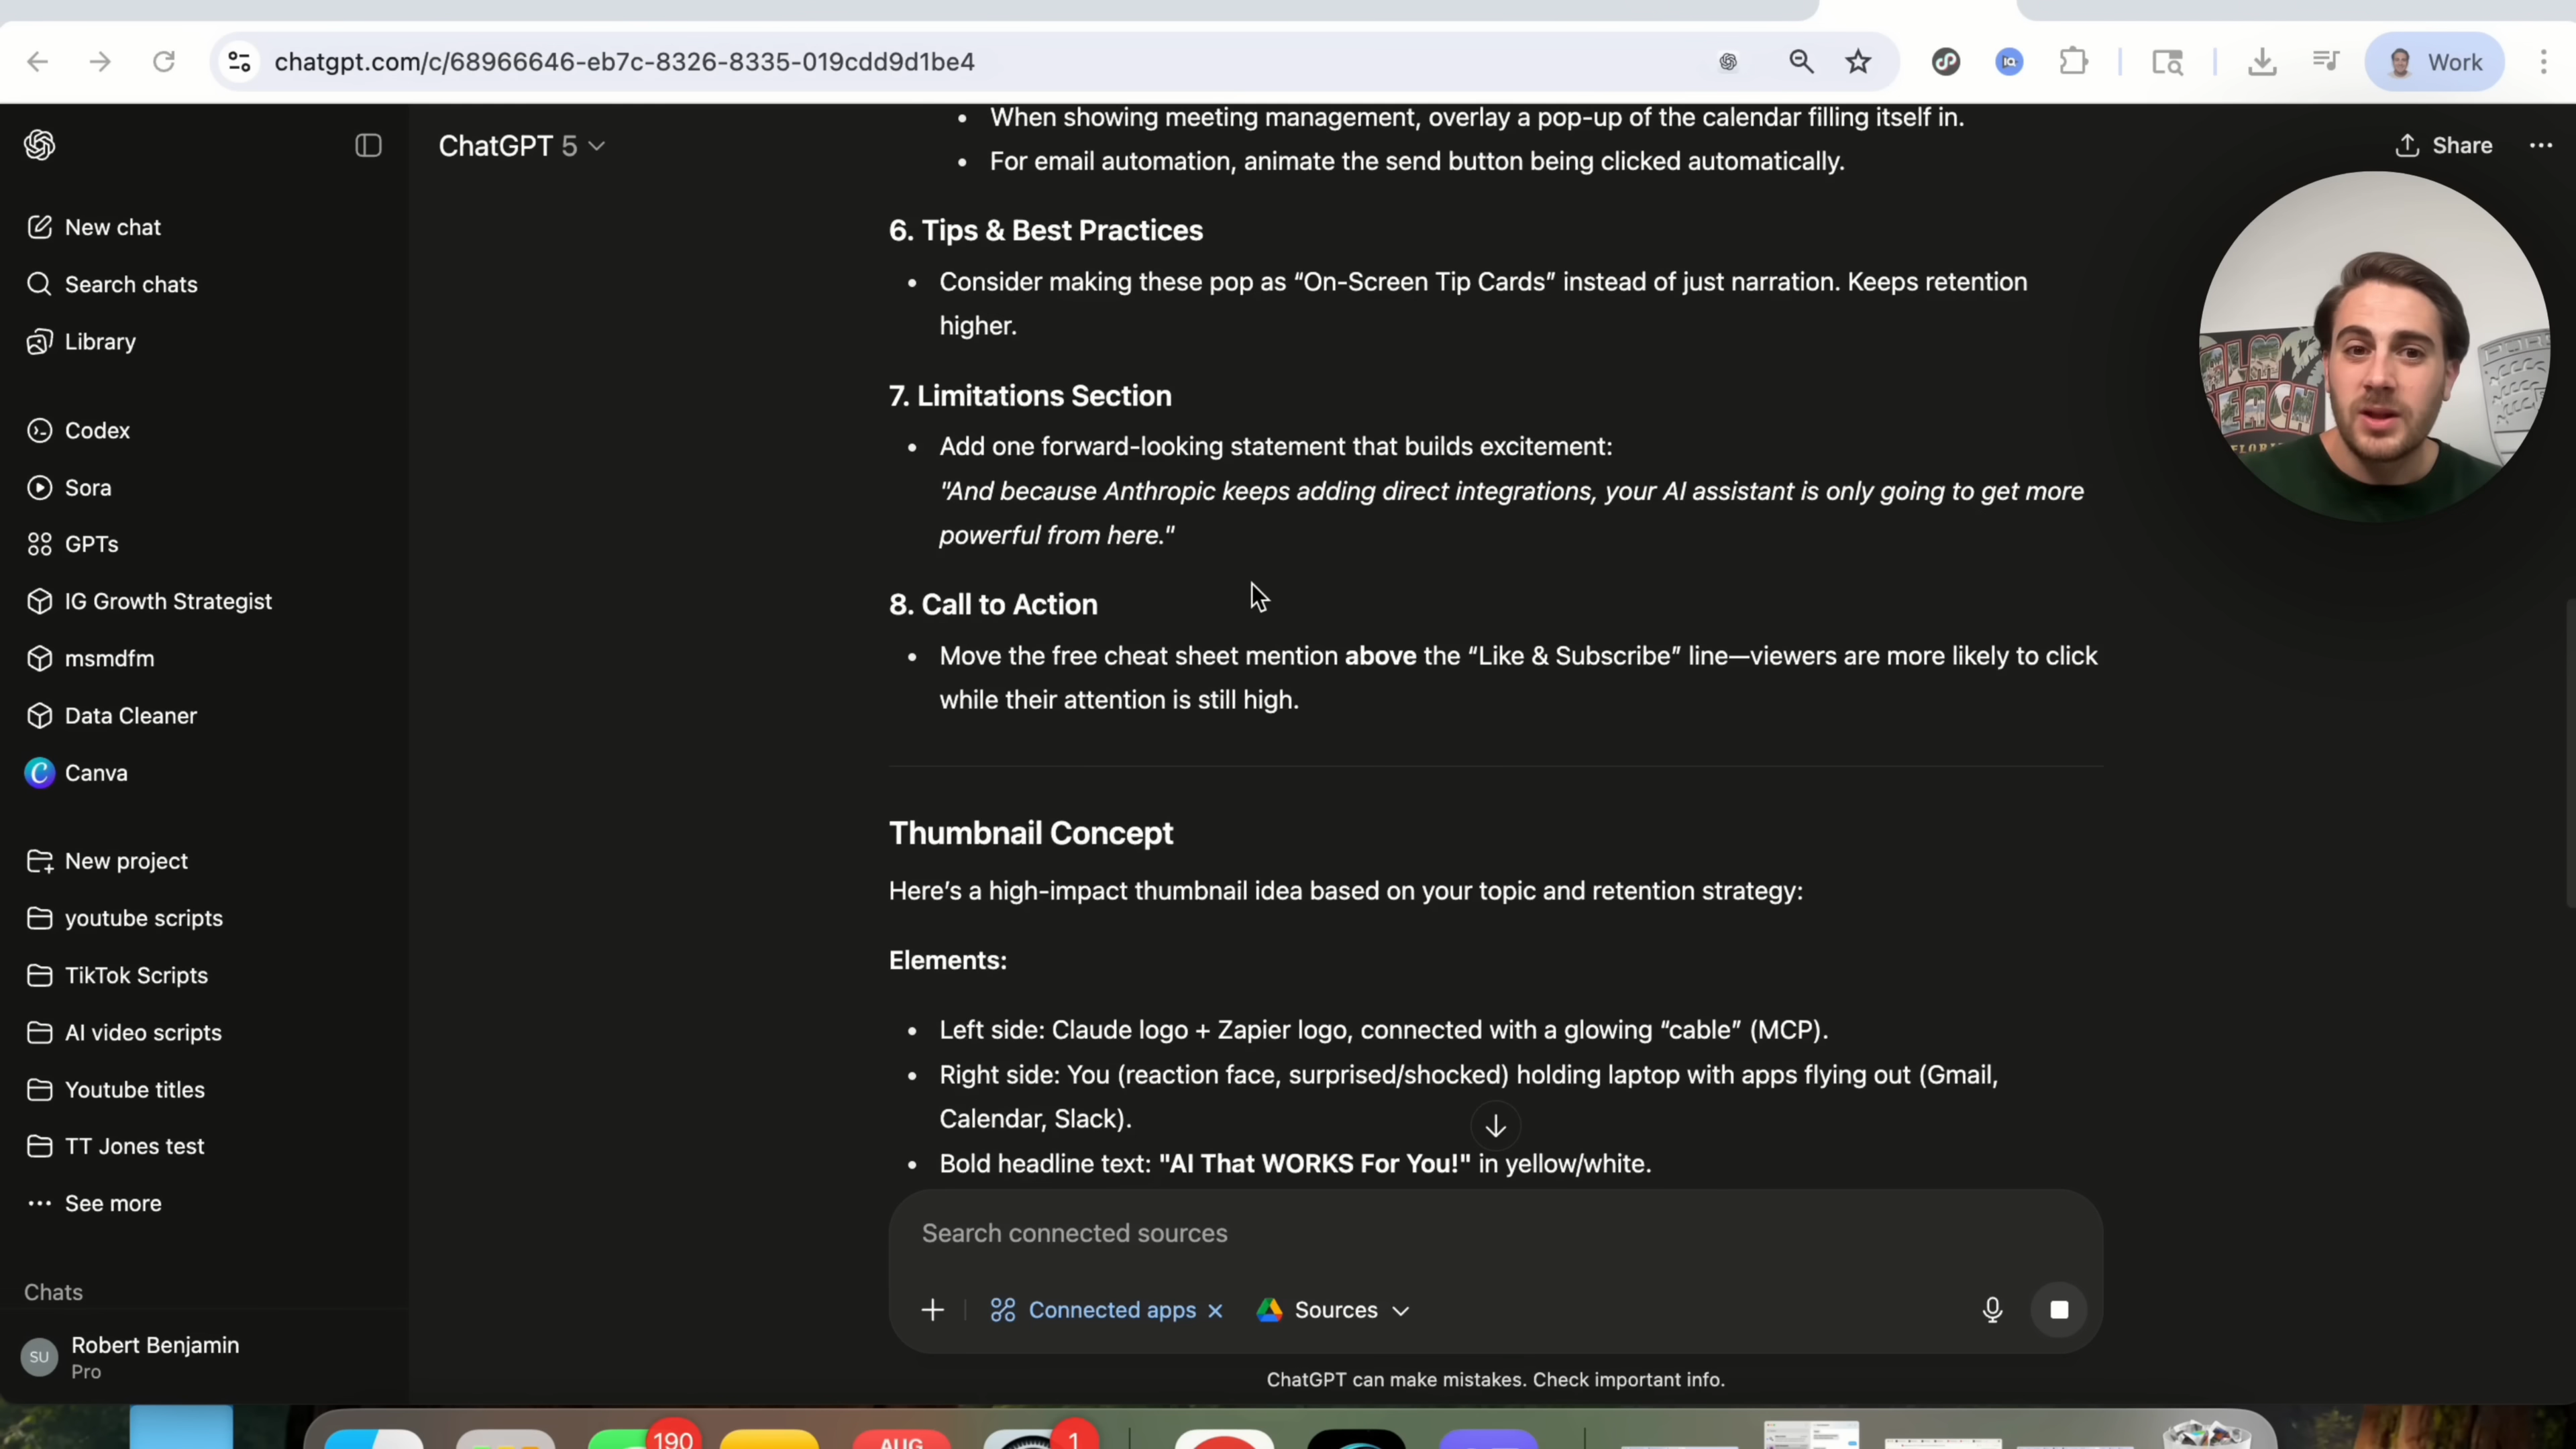 chatgpt.com/c/68966646-eb7c-8326-8335-019cdd9d1be4
Work
ChatGPT 5
Share
New chat
Search chats
Library
Codex
Sora
GPTs
IG Growth Strategist
msmdfm
Data Cleaner
Canva
New project
youtube scripts
TikTok Scripts
AI video scripts
Youtube titles
TT Jones test
See more
Chats
SU
Robert Benjamin
Pro
When showing meeting management, overlay a pop-up of the calendar filling itself in.
For email automation, animate the send button being clicked automatically.
6. Tips & Best Practices
Consider making these pop as “On-Screen Tip Cards” instead of just narration. Keeps retention
higher.
7. Limitations Section
Add one forward-looking statement that builds excitement:
"And because Anthropic keeps adding direct integrations, your AI assistant is only going to get more
powerful from here."
8. Call to Action
Move the free cheat sheet mention above the “Like & Subscribe” line—viewers are more likely to click
while their attention is still high.
Thumbnail Concept
Here’s a high-impact thumbnail idea based on your topic and retention strategy:
Elements:
Left side: Claude logo + Zapier logo, connected with a glowing “cable” (MCP).
Right side: You (reaction face, surprised/shocked) holding laptop with apps flying out (Gmail,
Calendar, Slack).
Bold headline text: "AI That WORKS For You!" in yellow/white.
Search connected sources
Connected apps
Sources
ChatGPT can make mistakes. Check important info.
190
AUG
1